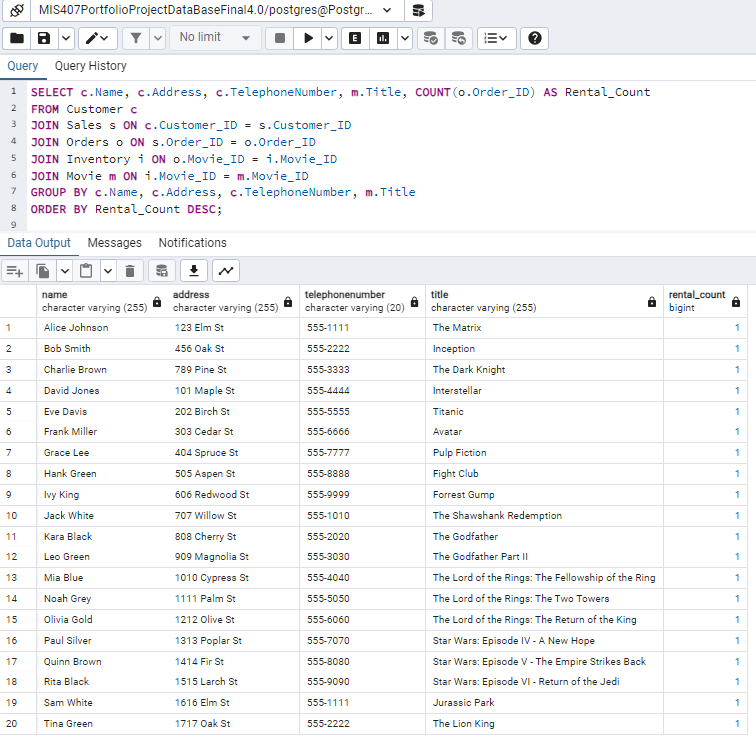 MIS407PortfolioProjectDataBaseFinal4.0/postgres@Postgr...
No limit
E
Query Query History
1 SELECT c.Name, c.Address, c.TelephoneNumber, m.Title, COUNT(o.Order_ID) AS Rental_Count
2 FROM Customer c
3 JOIN Sales s ON c.Customer_ID = s.Customer_ID
4 JOIN Orders o ON s.Order_ID = o.Order_ID
5 JOIN Inventory i ON o.Movie_ID = i.Movie_ID
6 JOIN Movie m ON i.Movie_ID = m.Movie_ID
7 GROUP BY c.Name, c.Address, c.TelephoneNumber, m.Title
8 ORDER BY Rental_Count DESC;
9
Data Output Messages Notifications
name address telephonenumber title rental_count
character varying (255) character varying (255) character varying (20) character varying (255) bigint
1 Alice Johnson 123 Elm St 555-1111 The Matrix 1
2 Bob Smith 456 Oak St 555-2222 Inception 1
3 Charlie Brown 789 Pine St 555-3333 The Dark Knight 1
4 David Jones 101 Maple St 555-4444 Interstellar 1
5 Eve Davis 202 Birch St 555-5555 Titanic 1
6 Frank Miller 303 Cedar St 555-6666 Avatar 1
7 Grace Lee 404 Spruce St 555-7777 Pulp Fiction 1
8 Hank Green 505 Aspen St 555-8888 Fight Club 1
9 Ivy King 606 Redwood St 555-9999 Forrest Gump 1
10 Jack White 707 Willow St 555-1010 The Shawshank Redemption 1
11 Kara Black 808 Cherry St 555-2020 The Godfather 1
12 Leo Green 909 Magnolia St 555-3030 The Godfather Part II 1
13 Mia Blue 1010 Cypress St 555-4040 The Lord of the Rings: The Fellowship of the Ring 1
14 Noah Grey 1111 Palm St 555-5050 The Lord of the Rings: The Two Towers 1
15 Olivia Gold 1212 Olive St 555-6060 The Lord of the Rings: The Return of the King 1
16 Paul Silver 1313 Poplar St 555-7070 Star Wars: Episode IV - A New Hope 1
17 Quinn Brown 1414 Fir St 555-8080 Star Wars: Episode V - The Empire Strikes Back 1
18 Rita Black 1515 Larch St 555-9090 Star Wars: Episode VI - Return of the Jedi 1
19 Sam White 1616 Elm St 555-1111 Jurassic Park 1
20 Tina Green 1717 Oak St 555-2222 The Lion King 1